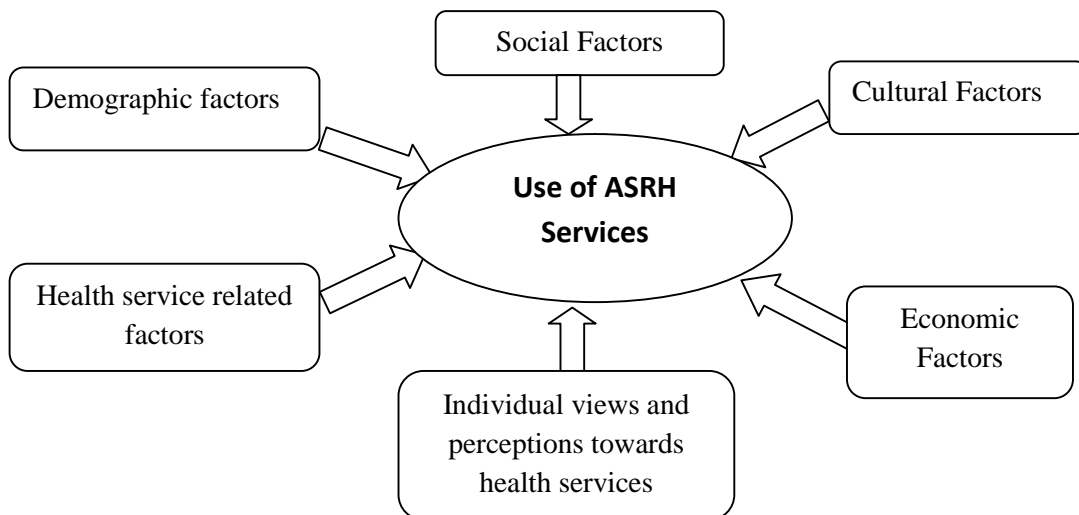 Social Factors
Demographic factors
Cultural Factors
Use of ASRH
Services
Health service related
factors
Economic
Factors
Individual views and
perceptions towards
health services